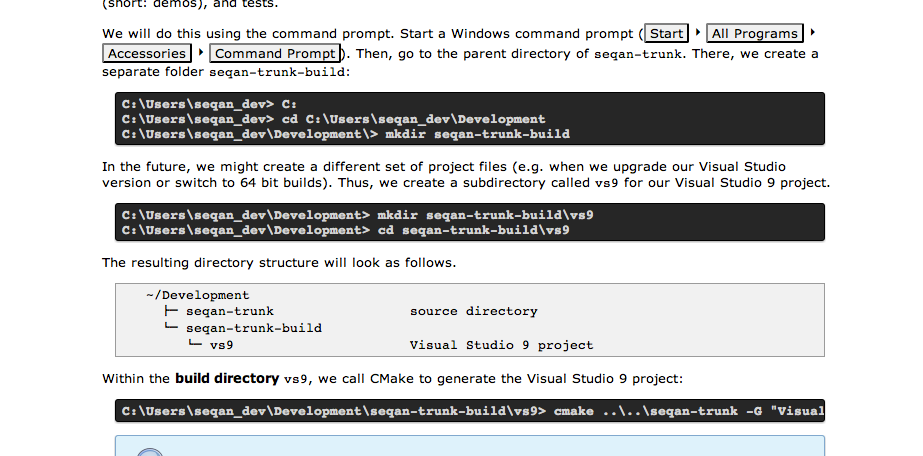 (short: demos), and tests.
We will do this using the command prompt. Start a Windows command prompt ( Start ‣ All Programs ‣
Accessories ‣ Command Prompt ). Then, go to the parent directory of seqan-trunk. There, we create a
separate folder seqan-trunk-build:
C:\Users\seqan_dev> C:
C:\Users\seqan_dev> cd C:\Users\seqan_dev\Development
C:\Users\seqan_dev\Development\> mkdir seqan-trunk-build
In the future, we might create a different set of project files (e.g. when we upgrade our Visual Studio
version or switch to 64 bit builds). Thus, we create a subdirectory called vs9 for our Visual Studio 9 project.
C:\Users\seqan_dev\Development> mkdir seqan-trunk-build\vs9
C:\Users\seqan_dev\Development> cd seqan-trunk-build\vs9
The resulting directory structure will look as follows.
~/Development
├─ seqan-trunk source directory
└─ seqan-trunk-build
└─ vs9 Visual Studio 9 project
Within the build directory vs9, we call CMake to generate the Visual Studio 9 project:
C:\Users\seqan_dev\Development\seqan-trunk-build\vs9> cmake ..\..\seqan-trunk -G "Visual